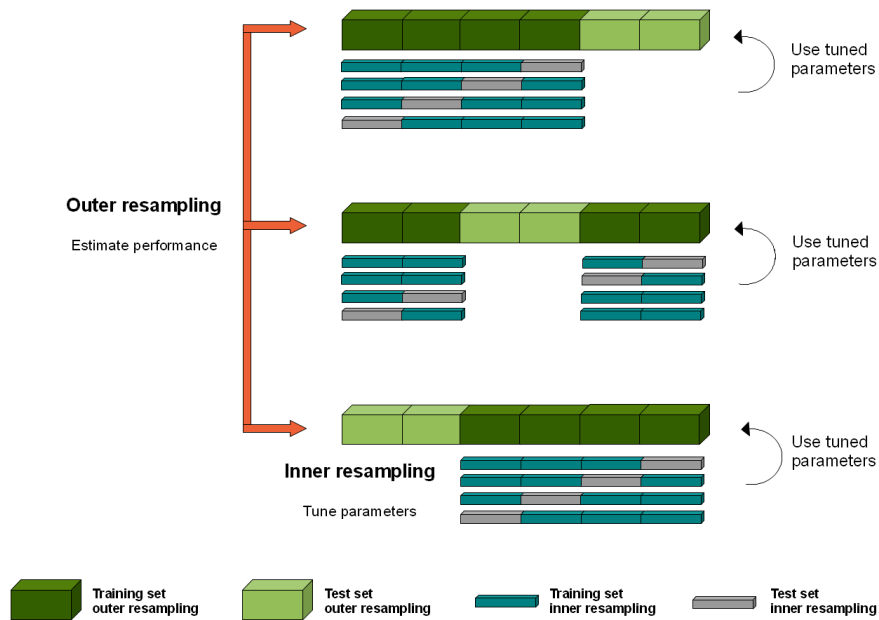 Use tuned
parameters
Outer resampling
Estimate performance
Use tuned
parameters
Use tuned
parameters
Inner resampling
Tune parameters
Training set
outer resampling
Test set
outer resampling
Training set
inner resampling
Test set
inner resampling